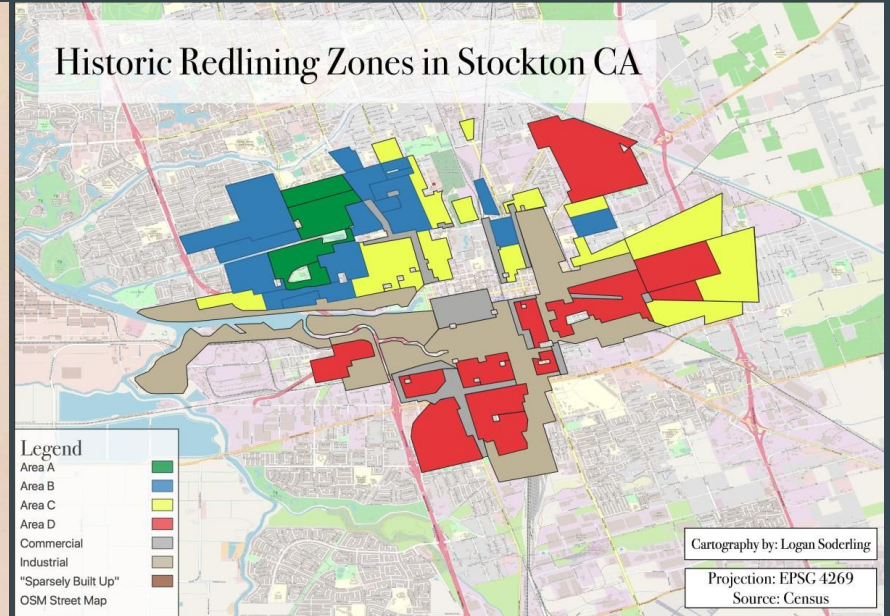 Historic Redlining Zones in Stockton CA
Legend
Area A
Area B
Area C
Area D
Commercial
Industrial
"Sparsely Built Up"
OSM Street Map
Cartography by: Logan Soderling
Projection: EPSG 4269
Source: Census